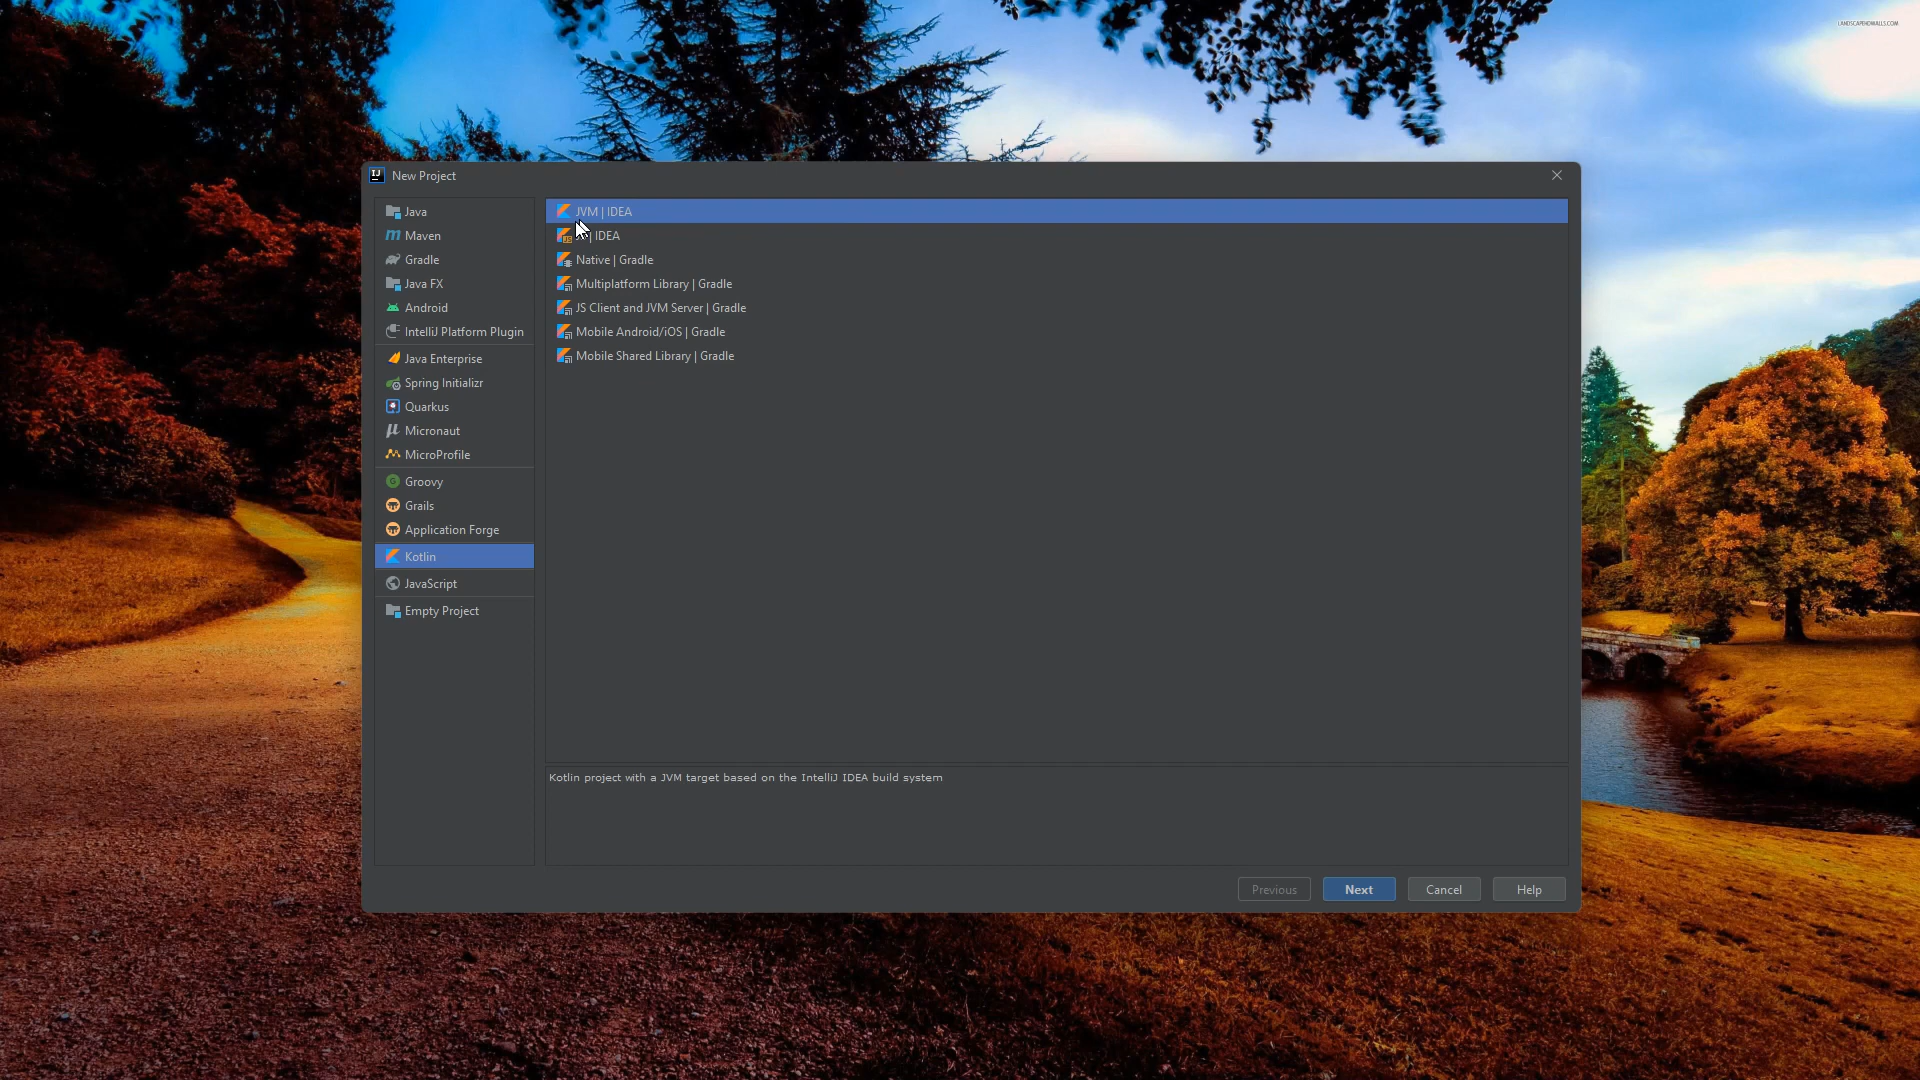 LANDSCAPEHDWALLS.COM
IJ New Project
Java
Maven
Gradle
Java FX
Android
IntelliJ Platform Plugin
Java Enterprise
Spring Initializr
Quarkus
Micronaut
MicroProfile
Groovy
Grails
Application Forge
Kotlin
JavaScript
Empty Project
JVM | IDEA
| IDEA
Native | Gradle
Multiplatform Library | Gradle
JS Client and JVM Server | Gradle
Mobile Android/iOS | Gradle
Mobile Shared Library | Gradle
Kotlin project with a JVM target based on the IntelliJ IDEA build system
Previous
Next
Cancel
Help